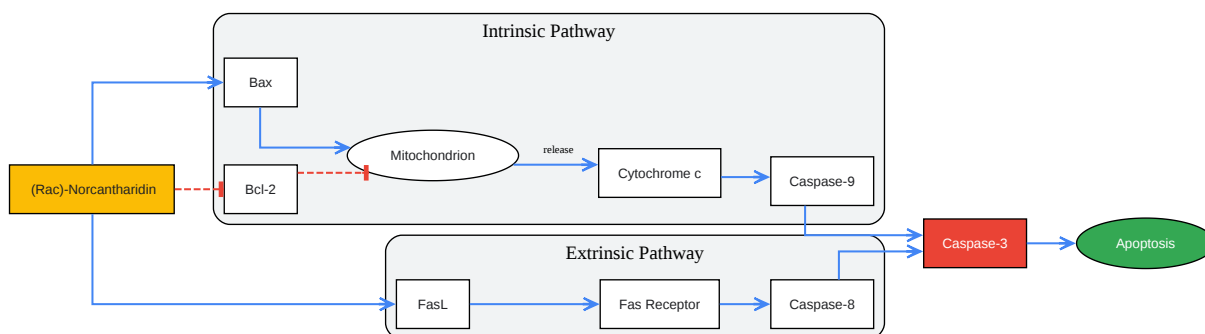 Intrinsic Pathway
Bax
Mitochondrion
release
Cytochrome c
Caspase-9
(Rac)-Norcantharidin
Bcl-2
Caspase-3
Apoptosis
Extrinsic Pathway
FasL
Fas Receptor
Caspase-8